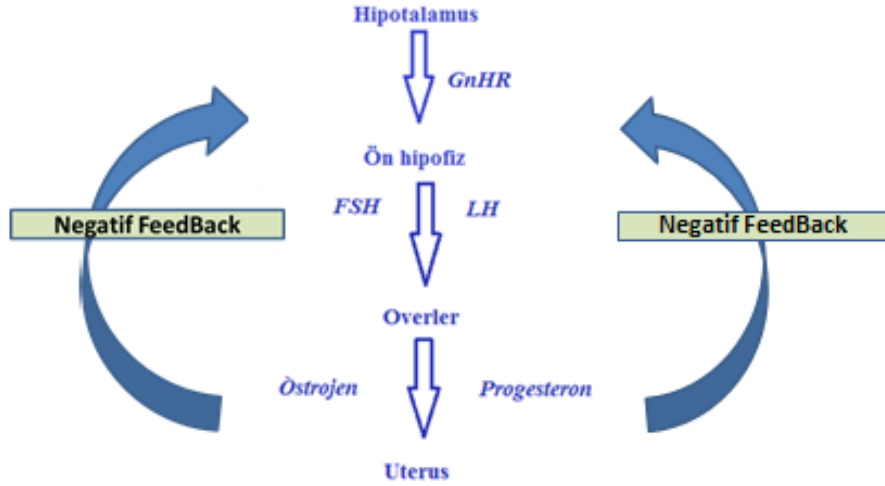 Hipotalamus
GnHR
Ön hipofiz
FSH LH
Negatif FeedBack
Negatif FeedBack
Overler
Òstrojen Progesteron
Uterus